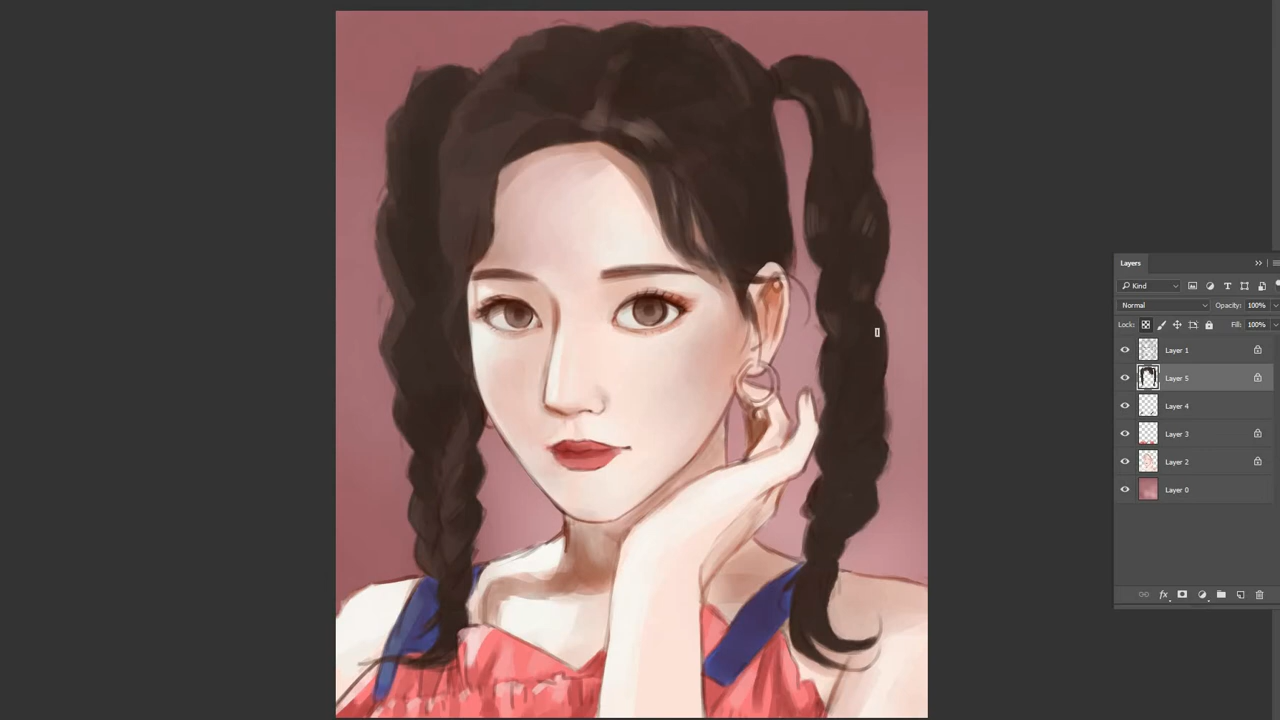 Layers
Kind
Normal Opacity: 100%
Lock: Fill: 100%
Layer 1
Layer 5
Layer 4
Layer 3
Layer 2
Layer 0
fx